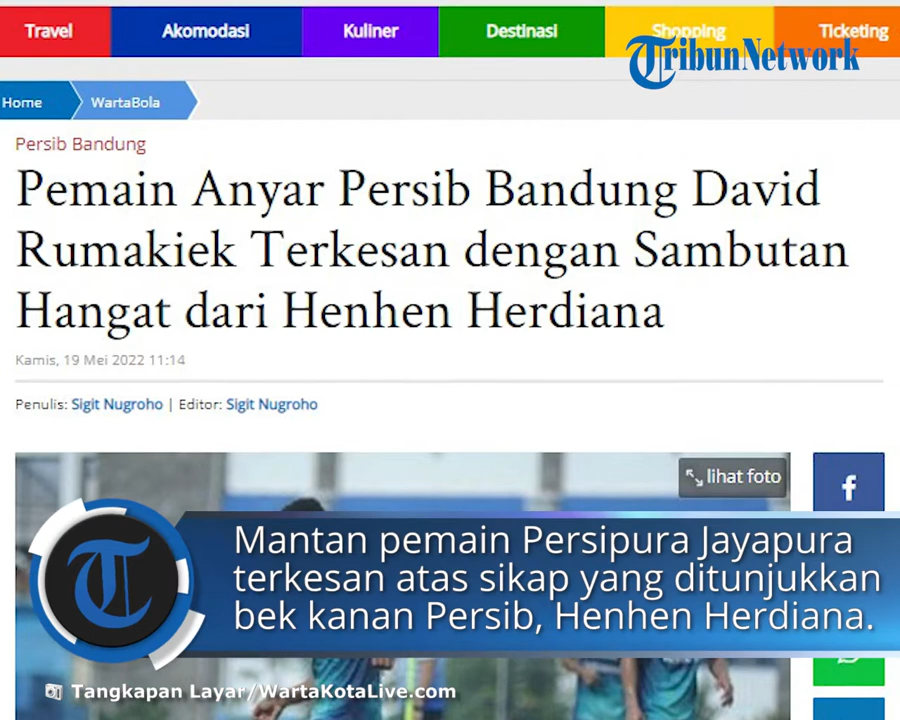 Travel
Akomodasi
Kuliner
Destinasi
Shopping
Ticketing
TribunNetwork
Home
WartaBola
Persib Bandung
Pemain Anyar Persib Bandung David
Rumakiek Terkesan dengan Sambutan
Hangat dari Henhen Herdiana
Kamis, 19 Mei 2022 11:14
Penulis: Sigit Nugroho | Editor: Sigit Nugroho
lihat foto
f
T
Mantan pemain Persipura Jayapura
terkesan atas sikap yang ditunjukkan
bek kanan Persib, Henhen Herdiana.
Tangkapan Layar/WartaKotaLive.com